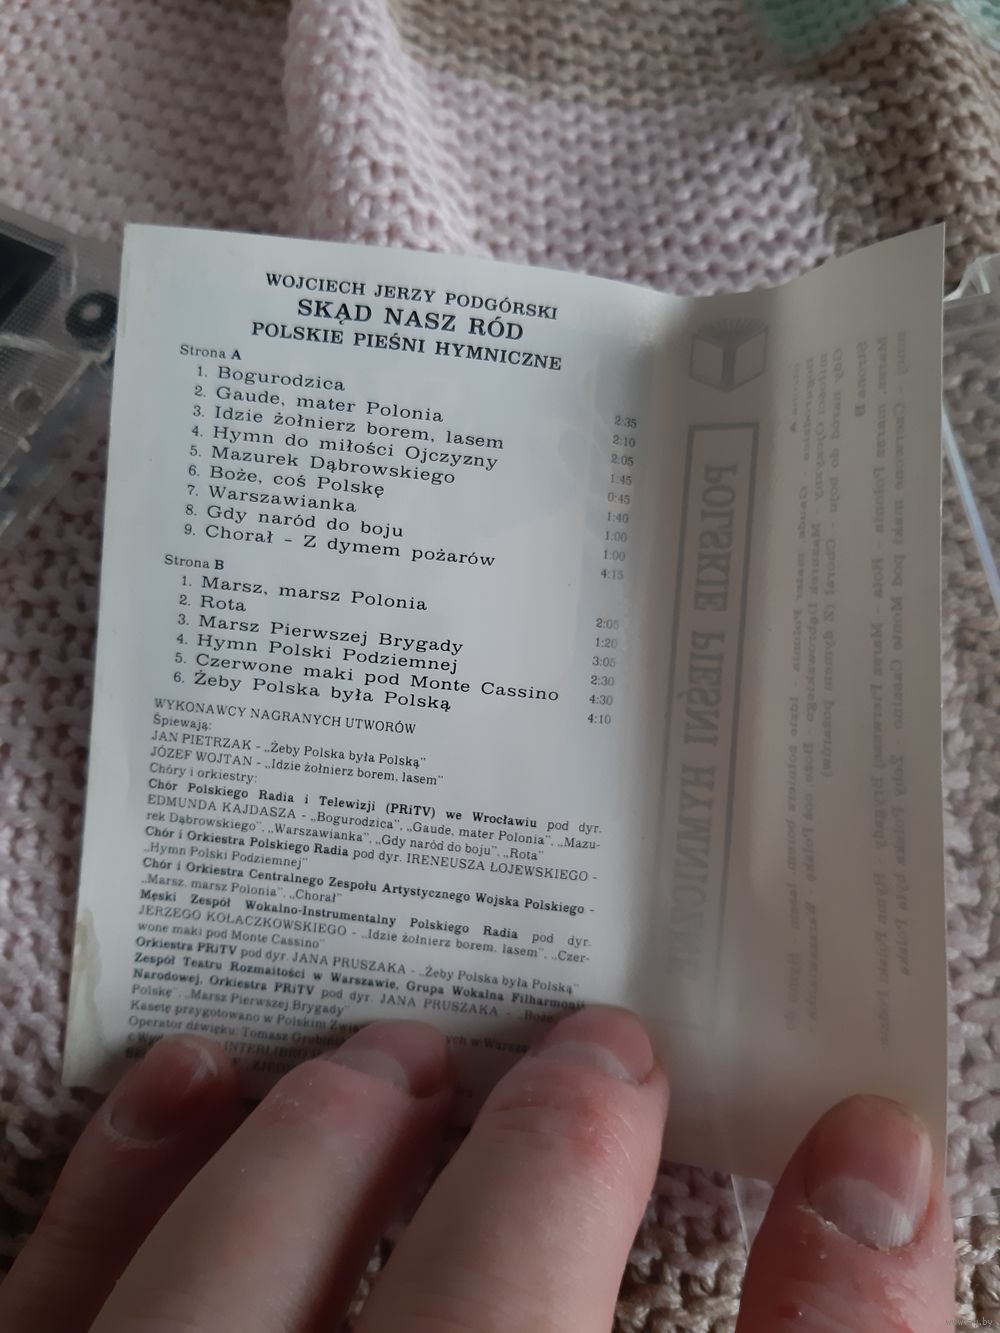 WOJCIECH JERZY PODGÓRSKI
SKĄD NASZ RÓD
POLSKIE PIEŚNI HYMNICZNE
Strona A
1. Bogurodzica 2:35
2. Gaude, mater Polonia 2:10
3. Idzie żołnierz borem, lasem 2:05
4. Hymn do miłości Ojczyzny 1:45
5. Mazurek Dąbrowskiego 0:45
6. Boże, coś Polskę 1:40
7. Warszawianka 1:00
8. Gdy naród do boju 1:00
9. Chorał - Z dymem pożarów 4:15
Strona B
1. Marsz, marsz Polonia 2:05
2. Rota 1:20
3. Marsz Pierwszej Brygady 3:05
4. Hymn Polski Podziemnej 2:30
5. Czerwone maki pod Monte Cassino 4:30
6. Żeby Polska była Polską 4:10
WYKONAWCY NAGRANYCH UTWORÓW
Śpiewają:
JAN PIETRZAK - „Żeby Polska była Polską”
JÓZEF WOJTAN - „Idzie żołnierz borem, lasem”
Chóry i orkiestry:
Chór Polskiego Radia i Telewizji (PRiTV) we Wrocławiu pod dyr.
EDMUNDA KAJDASZA - „Bogurodzica”, „Gaude, mater Polonia”, „Mazu-
rek Dąbrowskiego”, „Warszawianka”, „Gdy naród do boju”, „Rota”
Chór i Orkiestra Polskiego Radia pod dyr. IRENEUSZA ŁOJEWSKIEGO -
„Hymn Polski Podziemnej”
Chór i Orkiestra Centralnego Zespołu Artystycznego Wojska Polskiego -
„Marsz, marsz Polonia”, „Chorał”
Męski Zespół Wokalno-Instrumentalny Polskiego Radia pod dyr.
JERZEGO KOŁACZKOWSKIEGO - „Idzie żołnierz borem, lasem”, „Czer-
wone maki pod Monte Cassino”
Orkiestra PRiTV pod dyr. JANA PRUSZAKA - „Żeby Polska była Polską”
Zespół Teatru Rozmaitości w Warszawie, Grupa Wokalna Filharmonii
Narodowej, Orkiestra PRiTV pod dyr. JANA PRUSZAKA - „Boże
Polskę”, „Marsz Pierwszej Brygady”
Kasetę przygotowano w Polskim
Operator dźwięku: Tomasz w
INTERLIBRO
POLSKIE PIEŚNI